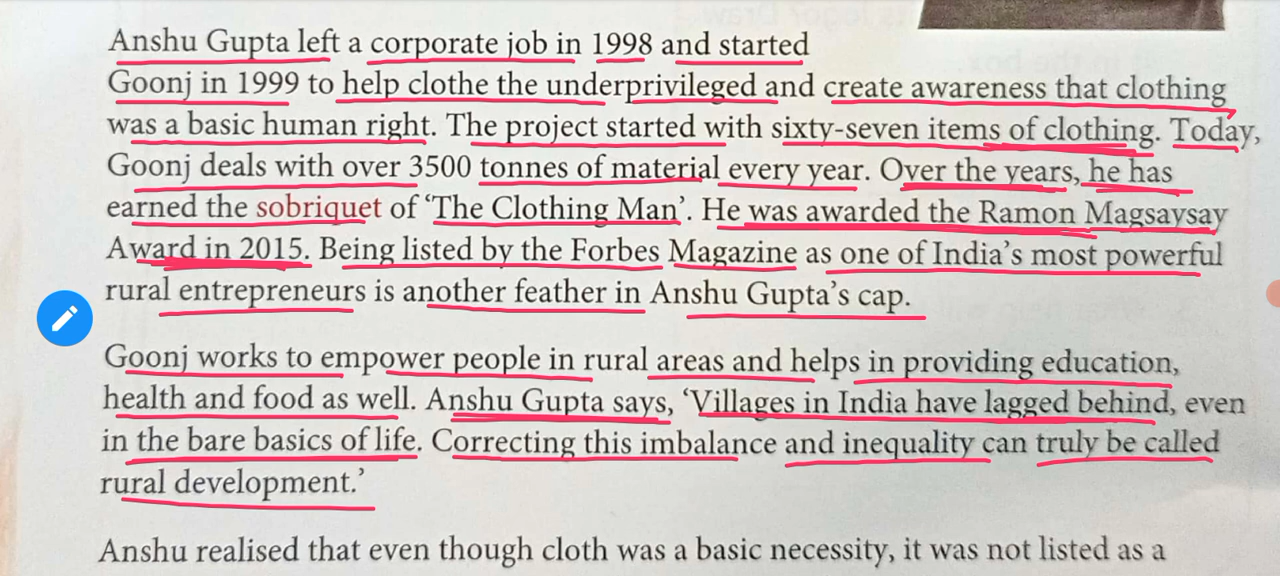 Anshu Gupta left a corporate job in 1998 and started
Goonj in 1999 to help clothe the underprivileged and create awareness that clothing
was a basic human right. The project started with sixty-seven items of clothing. Today,
Goonj deals with over 3500 tonnes of material every year. Over the years, he has
earned the sobriquet of ‘The Clothing Man’. He was awarded the Ramon Magsaysay
Award in 2015. Being listed by the Forbes Magazine as one of India’s most powerful
rural entrepreneurs is another feather in Anshu Gupta’s cap.
Goonj works to empower people in rural areas and helps in providing education,
health and food as well. Anshu Gupta says, ‘Villages in India have lagged behind, even
in the bare basics of life. Correcting this imbalance and inequality can truly be called
rural development.’
Anshu realised that even though cloth was a basic necessity, it was not listed as a